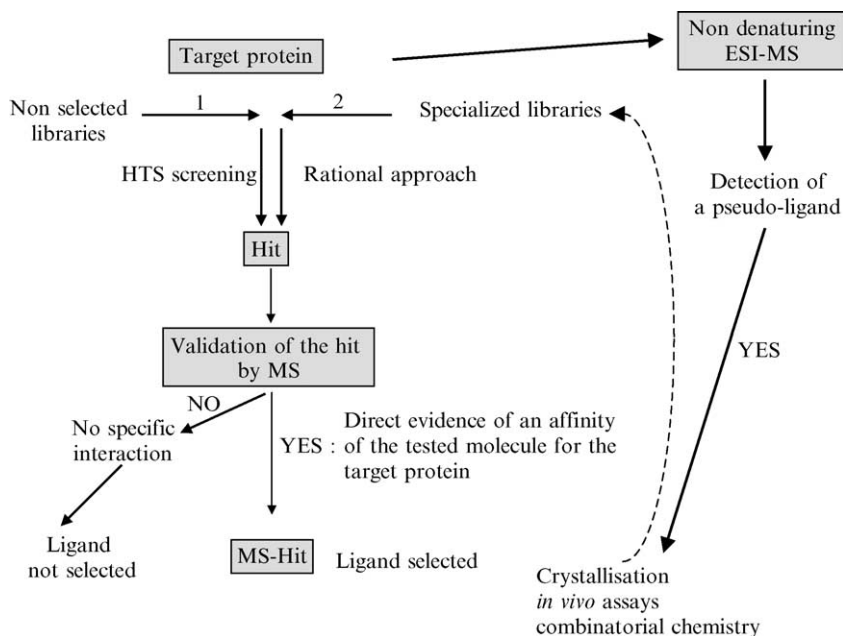 Target protein
Non denaturing
ESI-MS
Non selected
libraries
1
2
Specialized libraries
HTS screening
Rational approach
Detection of
a pseudo-ligand
Hit
Validation of the hit
by MS
YES
NO
No specific
interaction
Direct evidence of an affinity
YES : of the tested molecule for the
target protein
Ligand
not selected
MS-Hit
Ligand selected
Crystallisation
in vivo assays
combinatorial chemistry